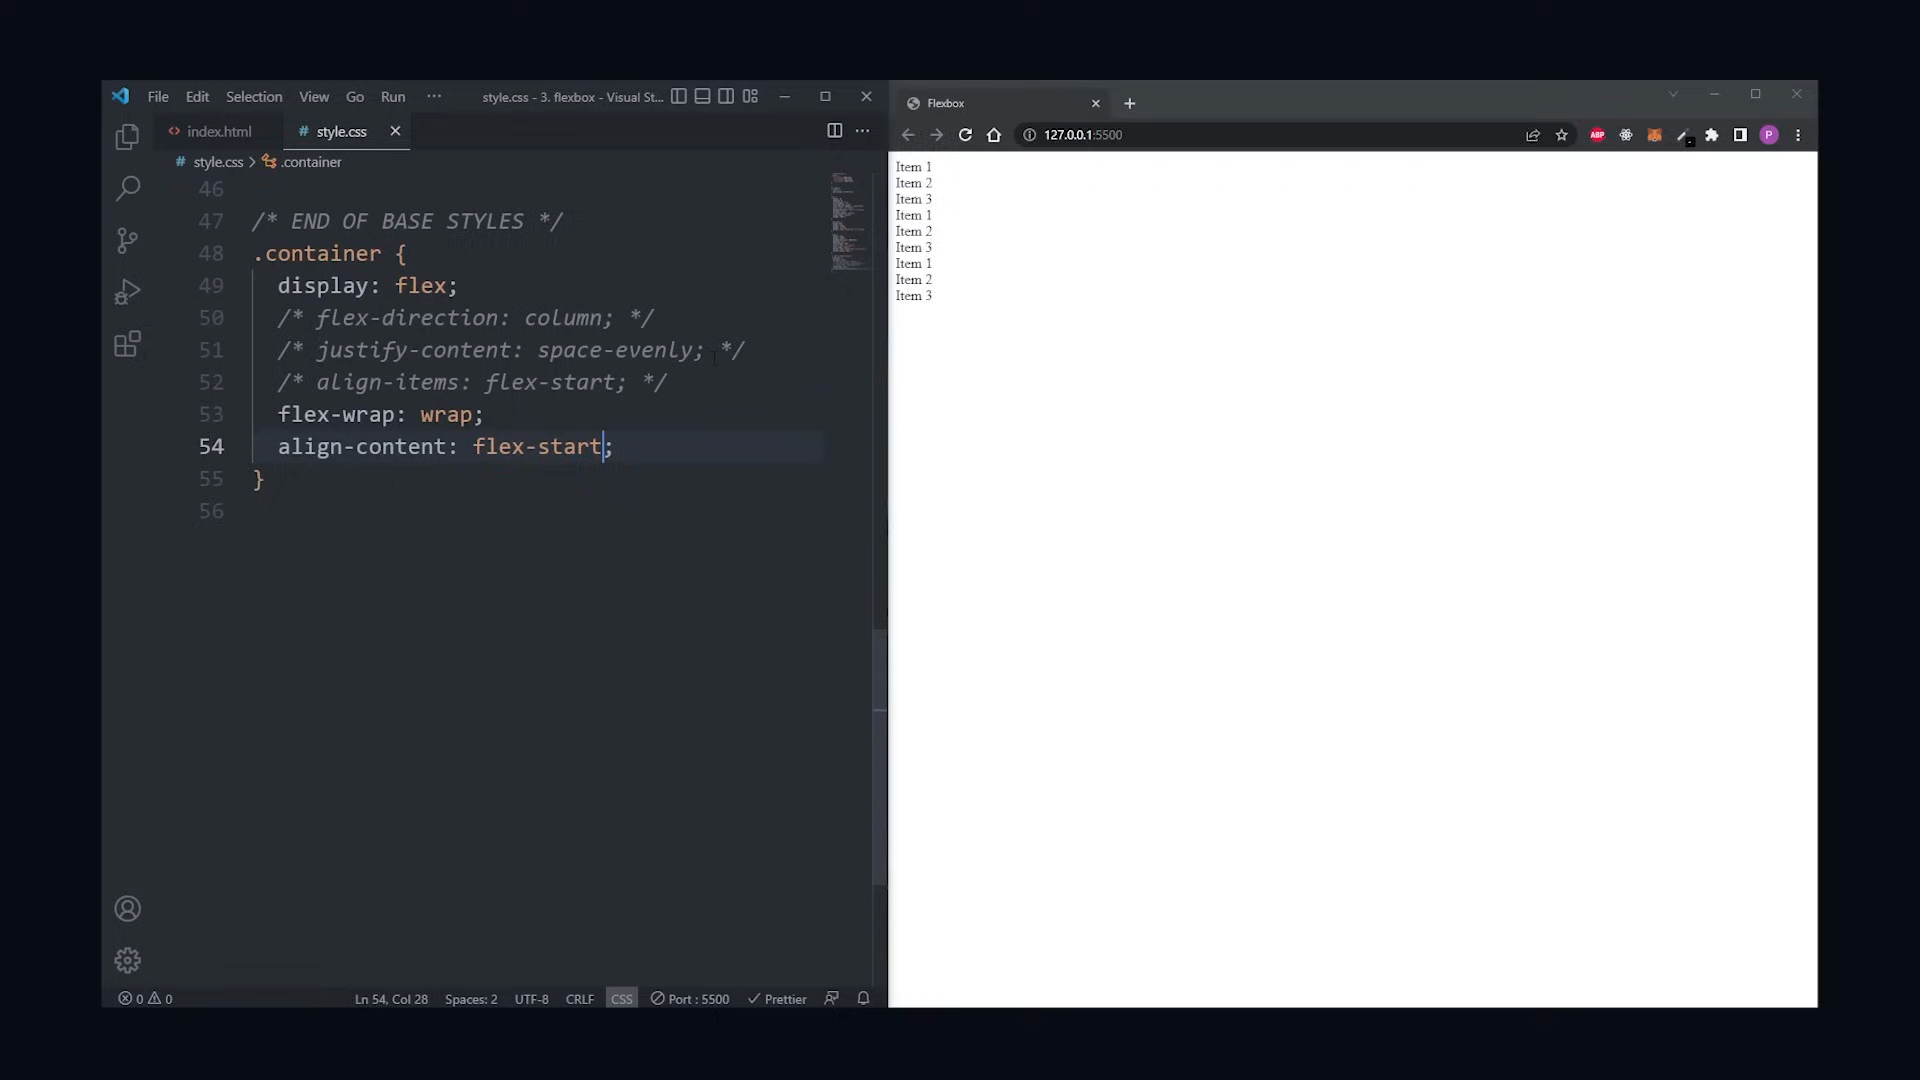 File Edit Selection View Go Run ··· style.css - 3. flexbox - Visual St...
index.html style.css
# style.css > .container
46
47 /* END OF BASE STYLES */
48 .container {
49 display: flex;
50 /* flex-direction: column; */
51 /* justify-content: space-evenly; */
52 /* align-items: flex-start; */
53 flex-wrap: wrap;
54 align-content: flex-start;
55 }
56
0 0 Ln 54, Col 28 Spaces: 2 UTF-8 CRLF CSS Port : 5500 Prettier
Flexbox
127.0.0.1:5500 ABP P
Item 1
Item 2
Item 3
Item 1
Item 2
Item 3
Item 1
Item 2
Item 3